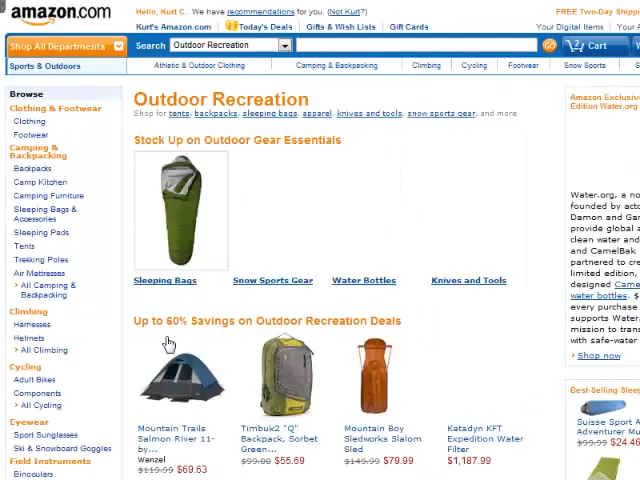 amazon.com
Hello, Kurt C.. We have recommendations for you. (Not Kurt?)
FREE Two-Day Shippin
Kurt's Amazon.com
Today's Deals
Gifts & Wish Lists
Gift Cards
Your Digital Items
Your A
Shop All Departments
Search
Outdoor Recreation
GO
2
Cart
W
Sports & Outdoors
Athletic & Outdoor Clothing
Camping & Backpacking
Climbing
Cycling
Footwear
Snow Sports
S
Browse
Clothing & Footwear
Clothing
Footwear
Camping &
Backpacking
Backpacks
Camp Kitchen
Camping Furniture
Sleeping Bags &
Accessories
Sleeping Pads
Tents
Trekking Poles
Air Mattresses
> All Camping &
Backpacking
Climbing
Harnesses
Helmets
> All Climbing
Cycling
Adult Bikes
Components
> All Cycling
Eyewear
Sport Sunglasses
Ski & Snowboard Goggles
Field Instruments
Binoculars
Outdoor Recreation
Shop for tents, backpacks, sleeping bags, apparel, knives and tools, snow sports gear, and more
Stock Up on Outdoor Gear Essentials
Sleeping Bags
Snow Sports Gear
Water Bottles
Knives and Tools
Up to 60% Savings on Outdoor Recreation Deals
Mountain Trails
Salmon River 11-
by...
Wenzel
$119.99 $69.63
Timbuk2 "Q"
Backpack, Sorbet
Green...
$99.00 $55.69
Mountain Boy
Sledworks Slalom
Sled
$149.99 $79.99
Katadyn KFT
Expedition Water
Filter
$1,187.99
Amazon Exclusive
Edition Water.org
Water.org, a no
founded by acto
Damon and Gar
provide global a
clean water and
and CamelBak
partnered to cre
limited edition,
designed Came
water bottles. $
every purchase
supports Water.
mission to trans
with safe-water
> Shop now
Best-Selling Sleep
Suisse Sport A
Adventurer Mu
$99.99 $24.46
Texs